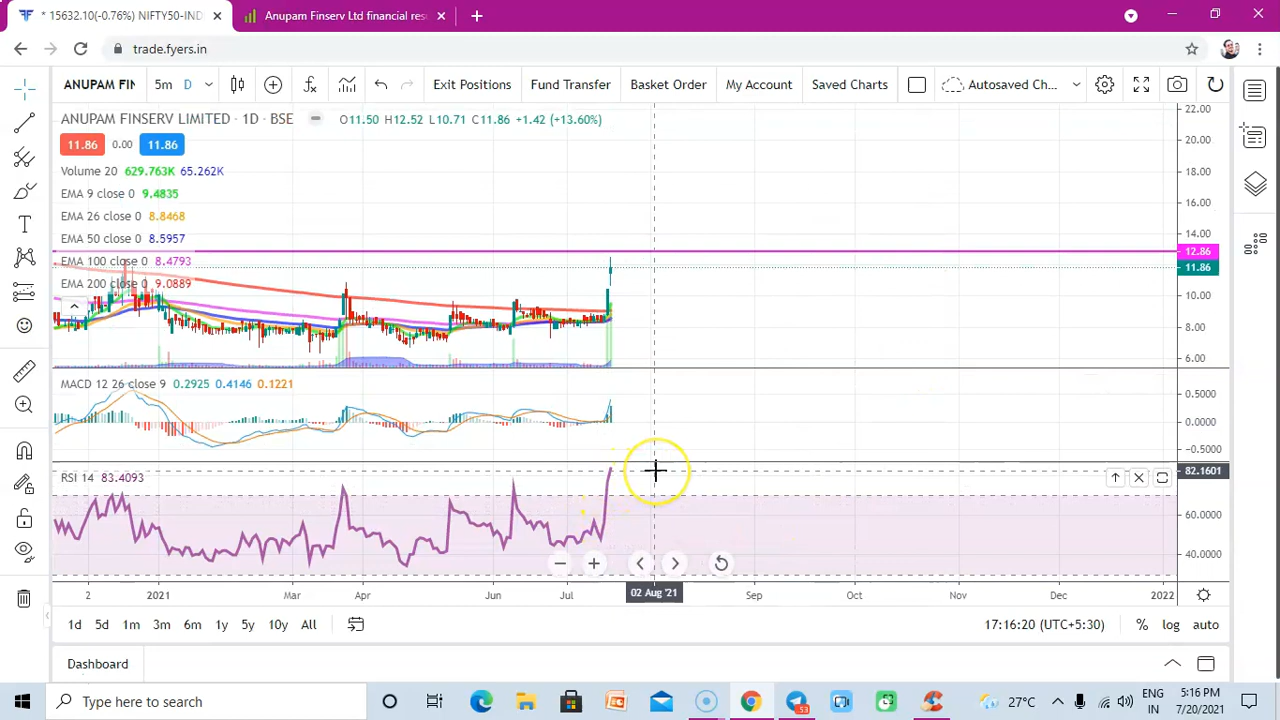 * 15632.10(-0.76%) NIFTY50-IND
Anupam Finserv Ltd financial res
trade.fyers.in
ANUPAM FIN
5m D
Exit Positions
Fund Transfer
Basket Order
My Account
Saved Charts
Autosaved Ch...
ANUPAM FINSERV LIMITED · 1D · BSE
O11.50 H12.52 L10.71 C11.86 +1.42 (+13.60%)
11.86 0.00 11.86
Volume 20 629.763K 65.262K
EMA 9 close 0 9.4835
EMA 26 close 0 8.8468
EMA 50 close 0 8.5957
EMA 100 close 0 8.4793
EMA 200 close 0 9.0889
22.00
20.00
18.00
16.00
14.00
12.86
11.86
10.00
8.00
6.00
MACD 12 26 close 9 0.2925 0.4146 0.1221
0.5000
0.0000
−0.5000
RSI 14 83.4093
82.1601
60.0000
40.0000
2 2021 Mar Apr Jun Jul 02 Aug '21 Sep Oct Nov Dec 2022
1d 5d 1m 3m 6m 1y 5y 10y All
17:16:20 (UTC+5:30)
% log auto
Dashboard
Type here to search
53
27°C
ENG
IN
5:16 PM
7/20/2021